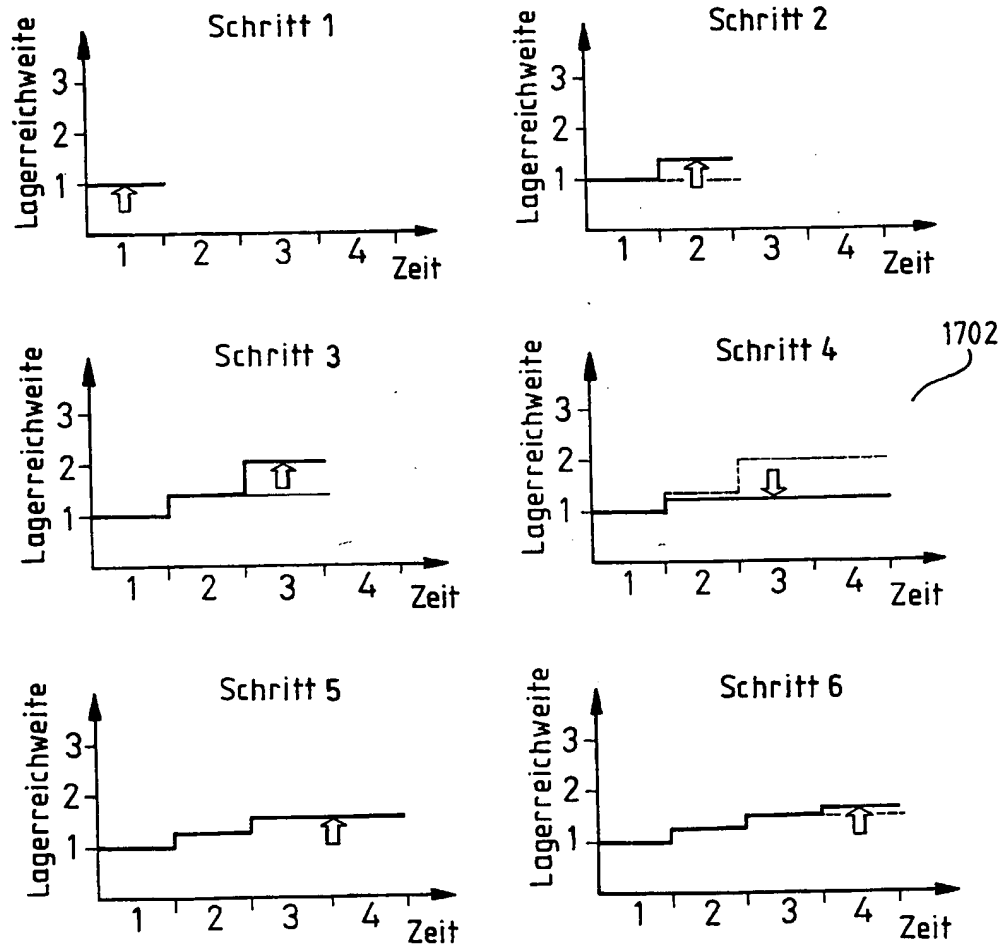 Schritt 1
Lagerreichweite
3
2
1
1 2 3 4
Zeit
Schritt 2
Lagerreichweite
3
2
1
1 2 3 4
Zeit
Schritt 3
Lagerreichweite
3
2
1
1 2 3 4
Zeit
Schritt 4
1702
Lagerreichweite
3
2
1
1 2 3 4
Zeit
Schritt 5
Lagerreichweite
3
2
1
1 2 3 4
Zeit
Schritt 6
Lagerreichweite
3
2
1
1 2 3 4
Zeit